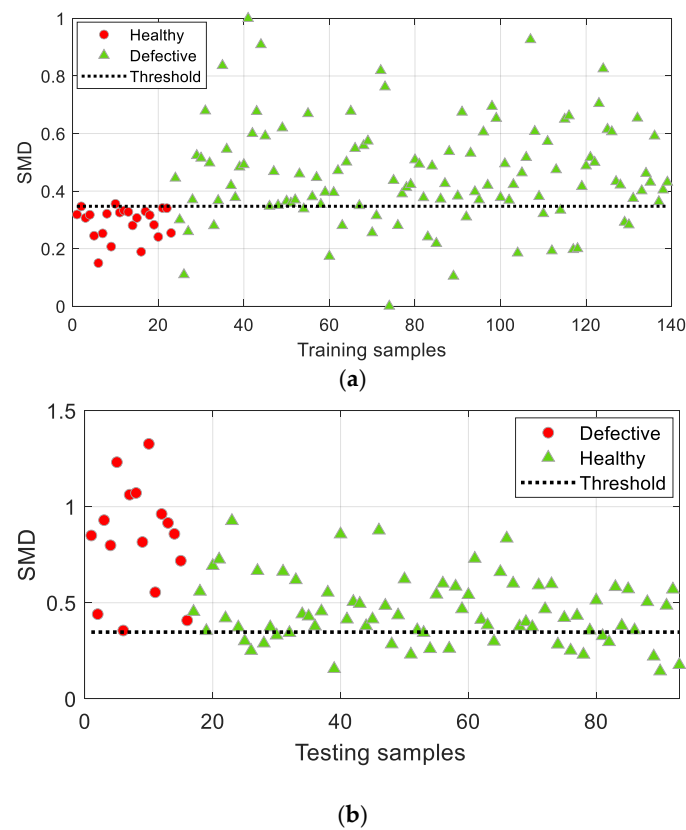 1
0.8
0.6
0.4
0.2
0
SMD
Healthy
Defective
Threshold
0 20 40 60 80 100 120 140
Training samples
(a)
1.5
1
0.5
0
SMD
Defective
Healthy
Threshold
0 20 40 60 80
Testing samples
(b)